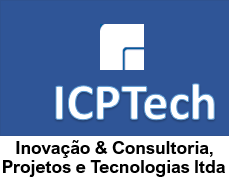 ICPTech
Inovação & Consultoria,
Projetos e Tecnologias ltda